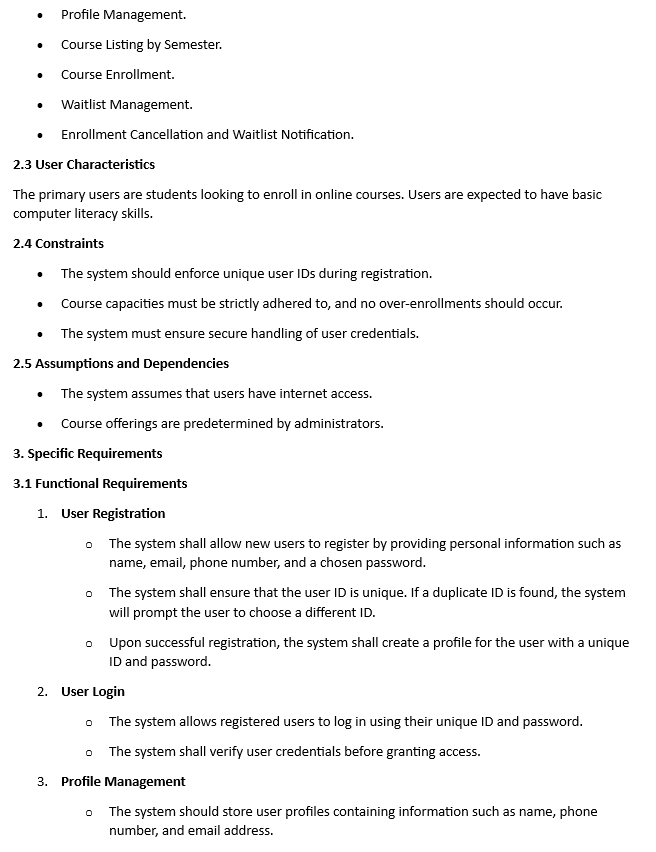 • Profile Management.
• Course Listing by Semester.
• Course Enrollment.
• Waitlist Management.
• Enrollment Cancellation and Waitlist Notification.
2.3 User Characteristics
The primary users are students looking to enroll in online courses. Users are expected to have basic
computer literacy skills.
2.4 Constraints
• The system should enforce unique user IDs during registration.
• Course capacities must be strictly adhered to, and no over-enrollments should occur.
• The system must ensure secure handling of user credentials.
2.5 Assumptions and Dependencies
• The system assumes that users have internet access.
• Course offerings are predetermined by administrators.
3. Specific Requirements
3.1 Functional Requirements
1. User Registration
o The system shall allow new users to register by providing personal information such as
name, email, phone number, and a chosen password.
o The system shall ensure that the user ID is unique. If a duplicate ID is found, the system
will prompt the user to choose a different ID.
o Upon successful registration, the system shall create a profile for the user with a unique
ID and password.
2. User Login
o The system allows registered users to log in using their unique ID and password.
o The system shall verify user credentials before granting access.
3. Profile Management
o The system should store user profiles containing information such as name, phone
number, and email address.